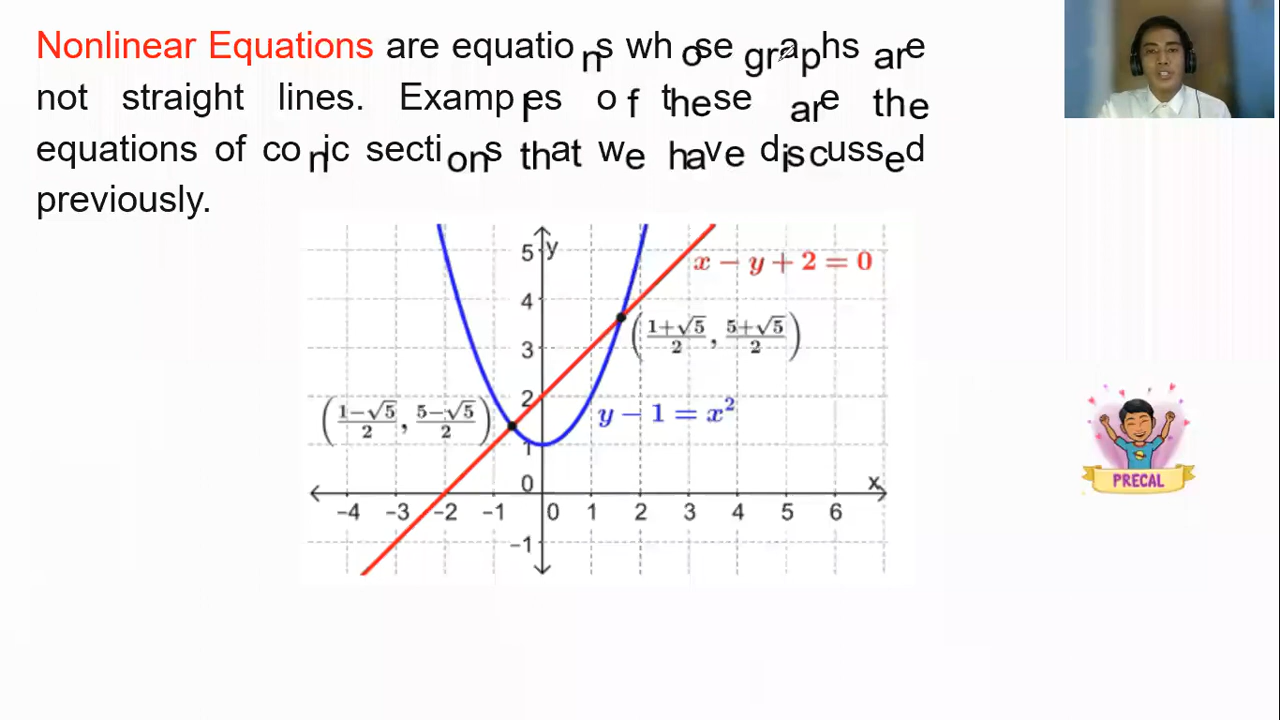 Nonlinear Equations are equations whose graphs are
not straight lines. Examples of these are the
equations of conic sections that we have discussed
previously.
5 y
x − y + 2 = 0
4
(1+√5/2, 5+√5/2)
3
2
(1−√5/2, 5−√5/2)
y − 1 = x²
1
0 x
−4 −3 −2 −1 0 1 2 3 4 5 6
−1
PRECAL